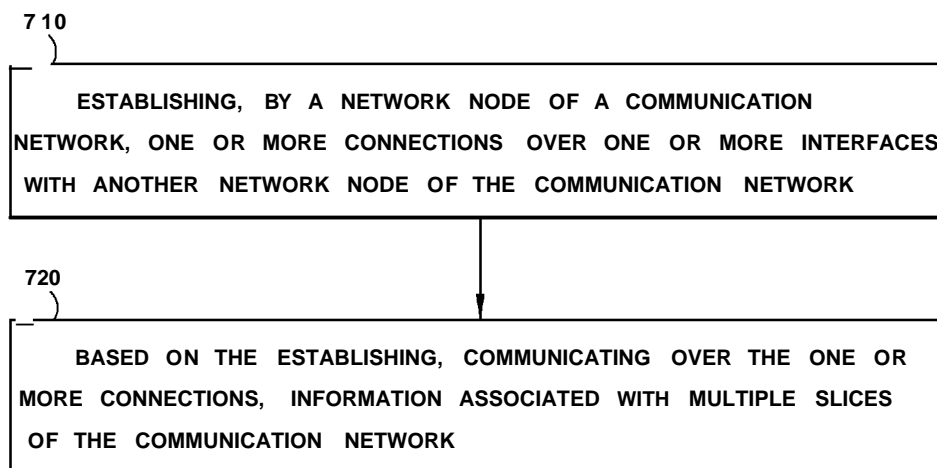 710
ESTABLISHING, BY A NETWORK NODE OF A COMMUNICATION
NETWORK, ONE OR MORE CONNECTIONS OVER ONE OR MORE INTERFACES
WITH ANOTHER NETWORK NODE OF THE COMMUNICATION NETWORK
720
BASED ON THE ESTABLISHING, COMMUNICATING OVER THE ONE OR
MORE CONNECTIONS, INFORMATION ASSOCIATED WITH MULTIPLE SLICES
OF THE COMMUNICATION NETWORK